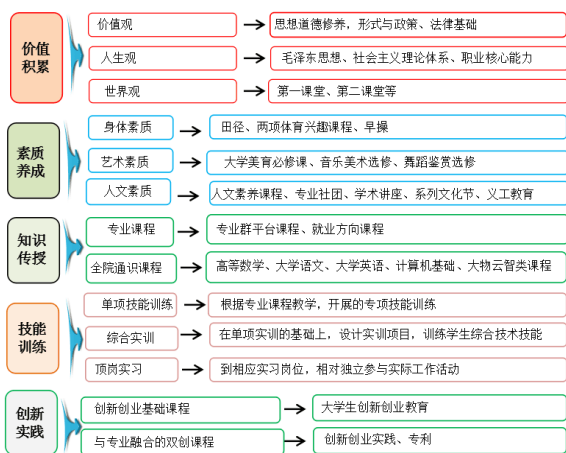 价值
积累
价值观
思想道德修养，形式与政策、法律基础
人生观
毛泽东思想、社会主义理论体系、职业核心能力
世界观
第一课堂、第二课堂等
素质
养成
身体素质
田径、两项体育兴趣课程、早操
艺术素质
大学美育必修课、音乐美术选修、舞蹈鉴赏选修
人文素质
人文素养课程、专业社团、学术讲座、系列文化节、义工教育
知识
传授
专业课程
专业群平台课程、就业方向课程
全院通识课程
高等数学、大学语文、大学英语、计算机基础、大物云智类课程
技能
训练
单项技能训练
根据专业课程教学，开展的专项技能训练
综合实训
在单项实训的基础上，设计实训项目，训练学生综合技术技能
顶岗实习
到相应实习岗位，相对独立参与实际工作活动
创新
实践
创新创业基础课程
大学生创新创业教育
与专业融合的双创课程
创新创业实践、专利